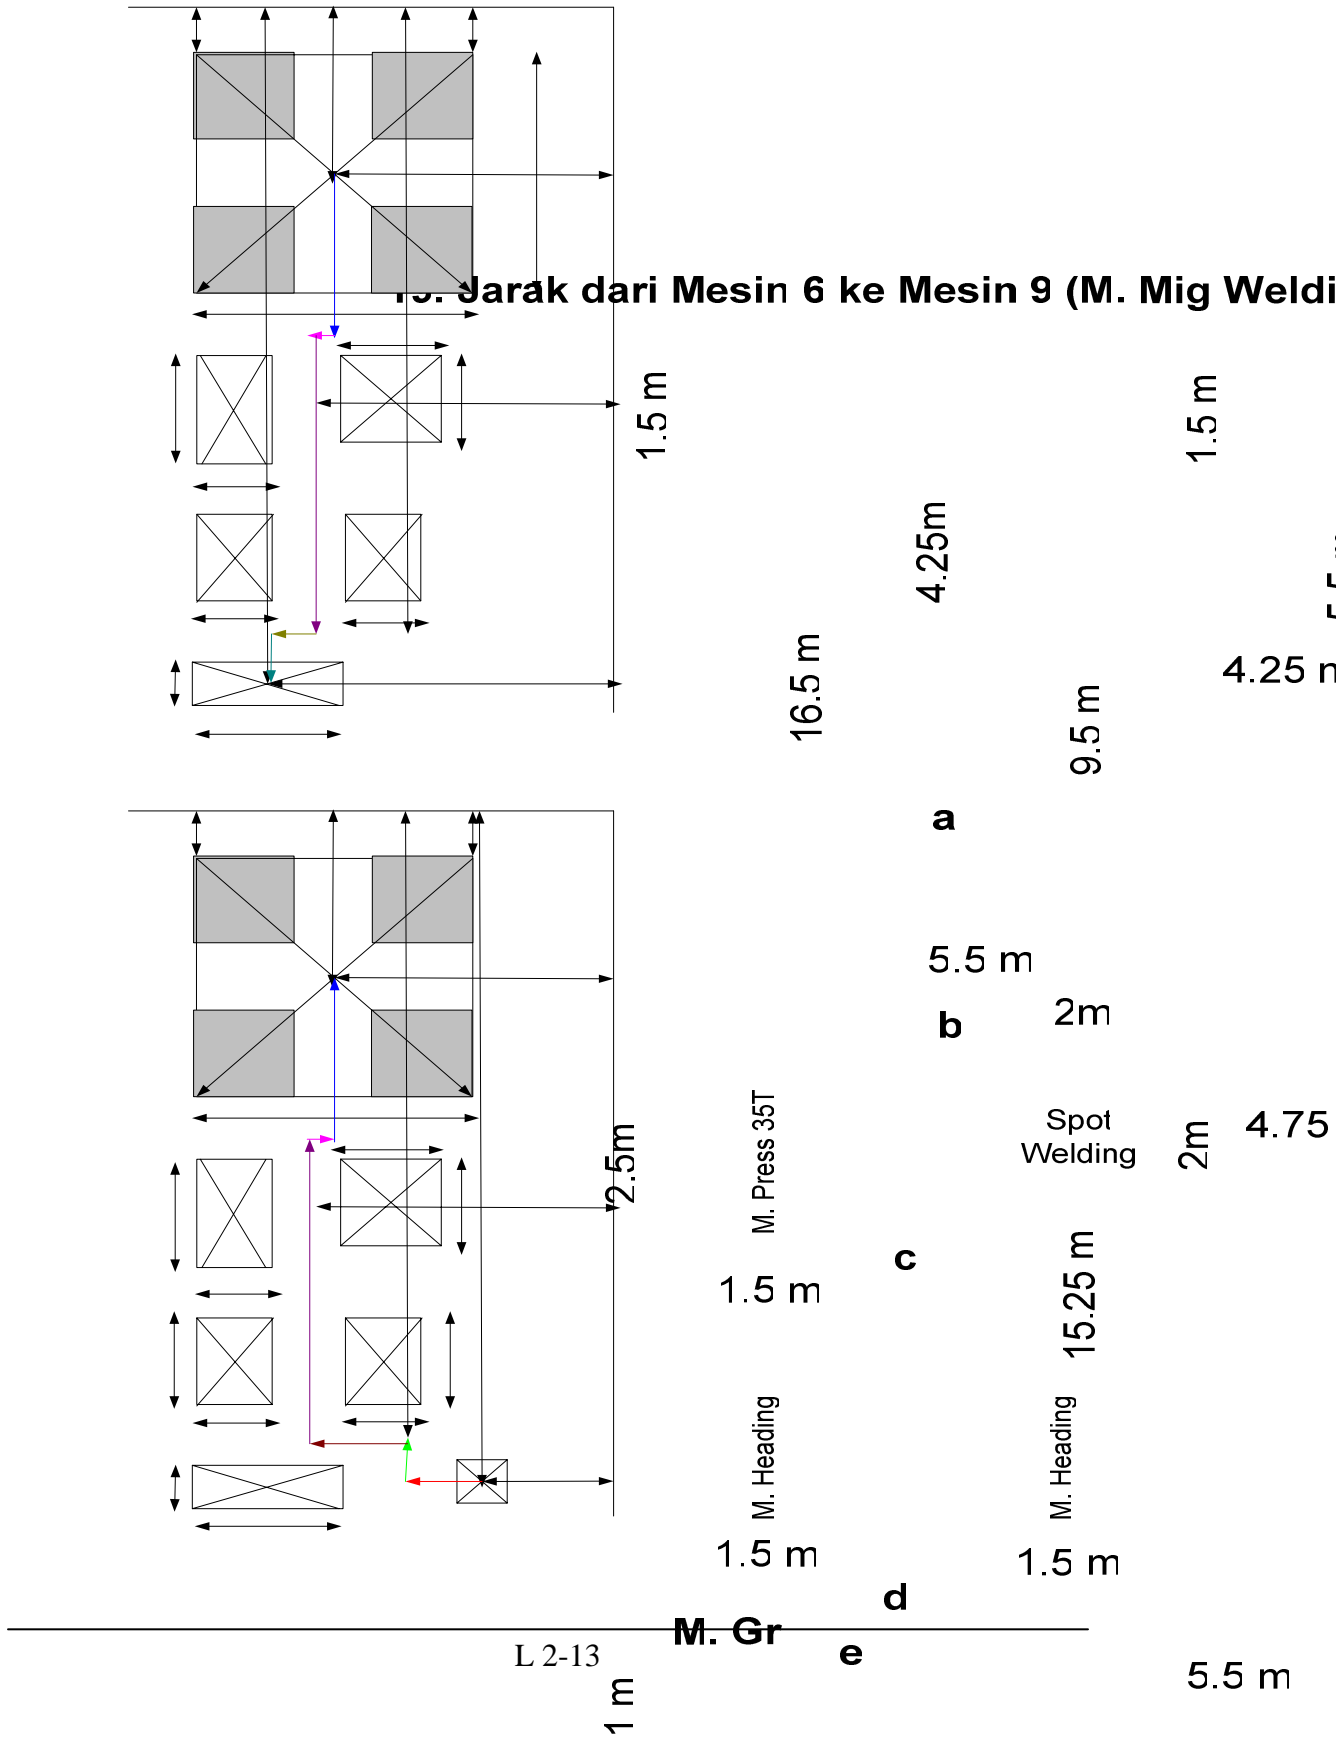 Jarak dari Mesin 6 ke Mesin 9 (M. Mig Weldi
1.5 m
1.5 m
4.25m
16.5 m
4.25
9.5 m
a
5.5 m
2m
b
M. Press 35T
Spot
Welding
2m
4.75
2.5m
c
1.5 m
15.25 m
M. Heading
M. Heading
1.5 m
1.5 m
d
M. Gr
L 2-13
e
5.5 m
1 m